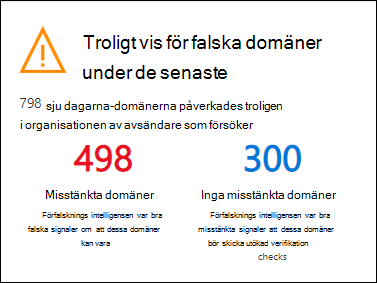 Troligt vis för falska domäner
under de senaste
798 sju dagarna-domänerna påverkades troligen
i organisationen av avsändare som försöker
498
300
Misstänkta domäner
Inga misstänkta domäner
Förfalsknings intelligensen var bra
falska signaler om att dessa domäner
kan vara
Förfalsknings intelligensen var bra
misstänkta signaler att dessa domäner
bör skicka utökad verifikation
checks